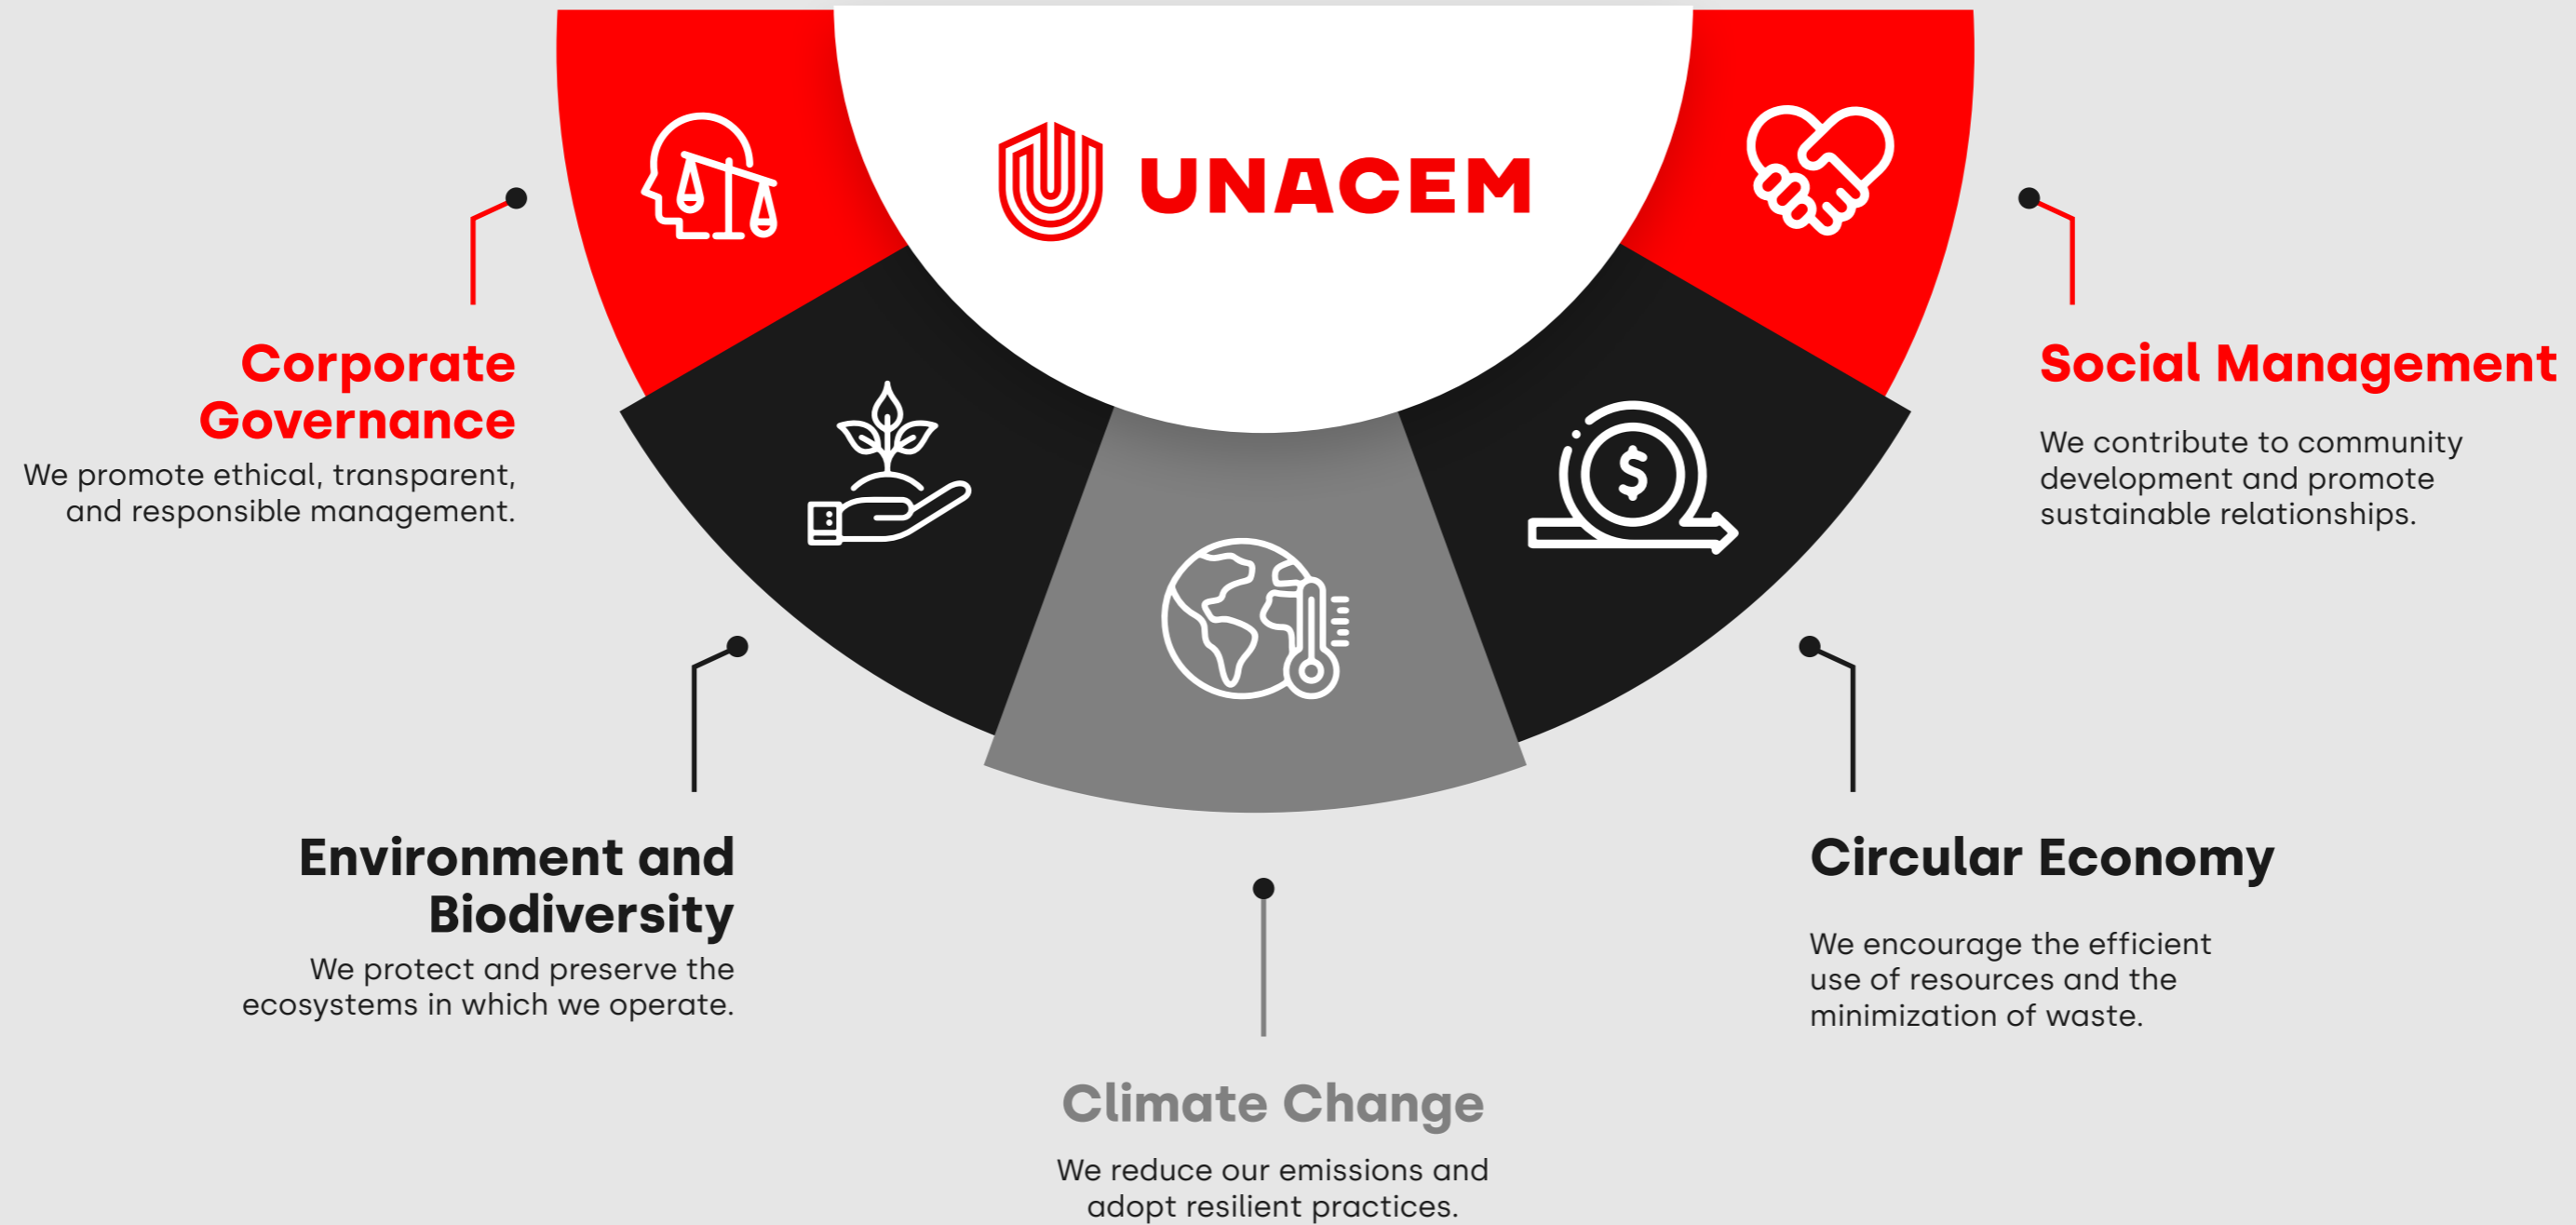 UNACEM
Corporate
Governance
We promote ethical, transparent,
and responsible management.
Environment and
Biodiversity
We protect and preserve the
ecosystems in which we operate.
Climate Change
We reduce our emissions and
adopt resilient practices.
Circular Economy
We encourage the efficient
use of resources and the
minimization of waste.
Social Management
We contribute to community
development and promote
sustainable relationships.
$